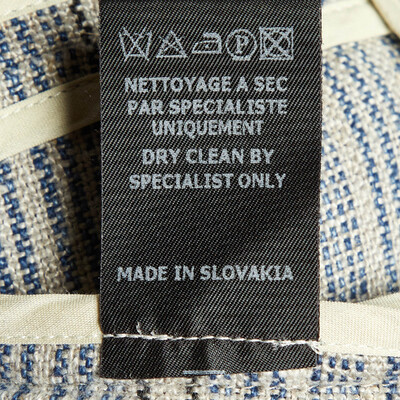 P
NETTOYAGE A SEC
PAR SPECIALISTE
UNIQUEMENT
DRY CLEAN BY
SPECIALIST ONLY
MADE IN SLOVAKIA